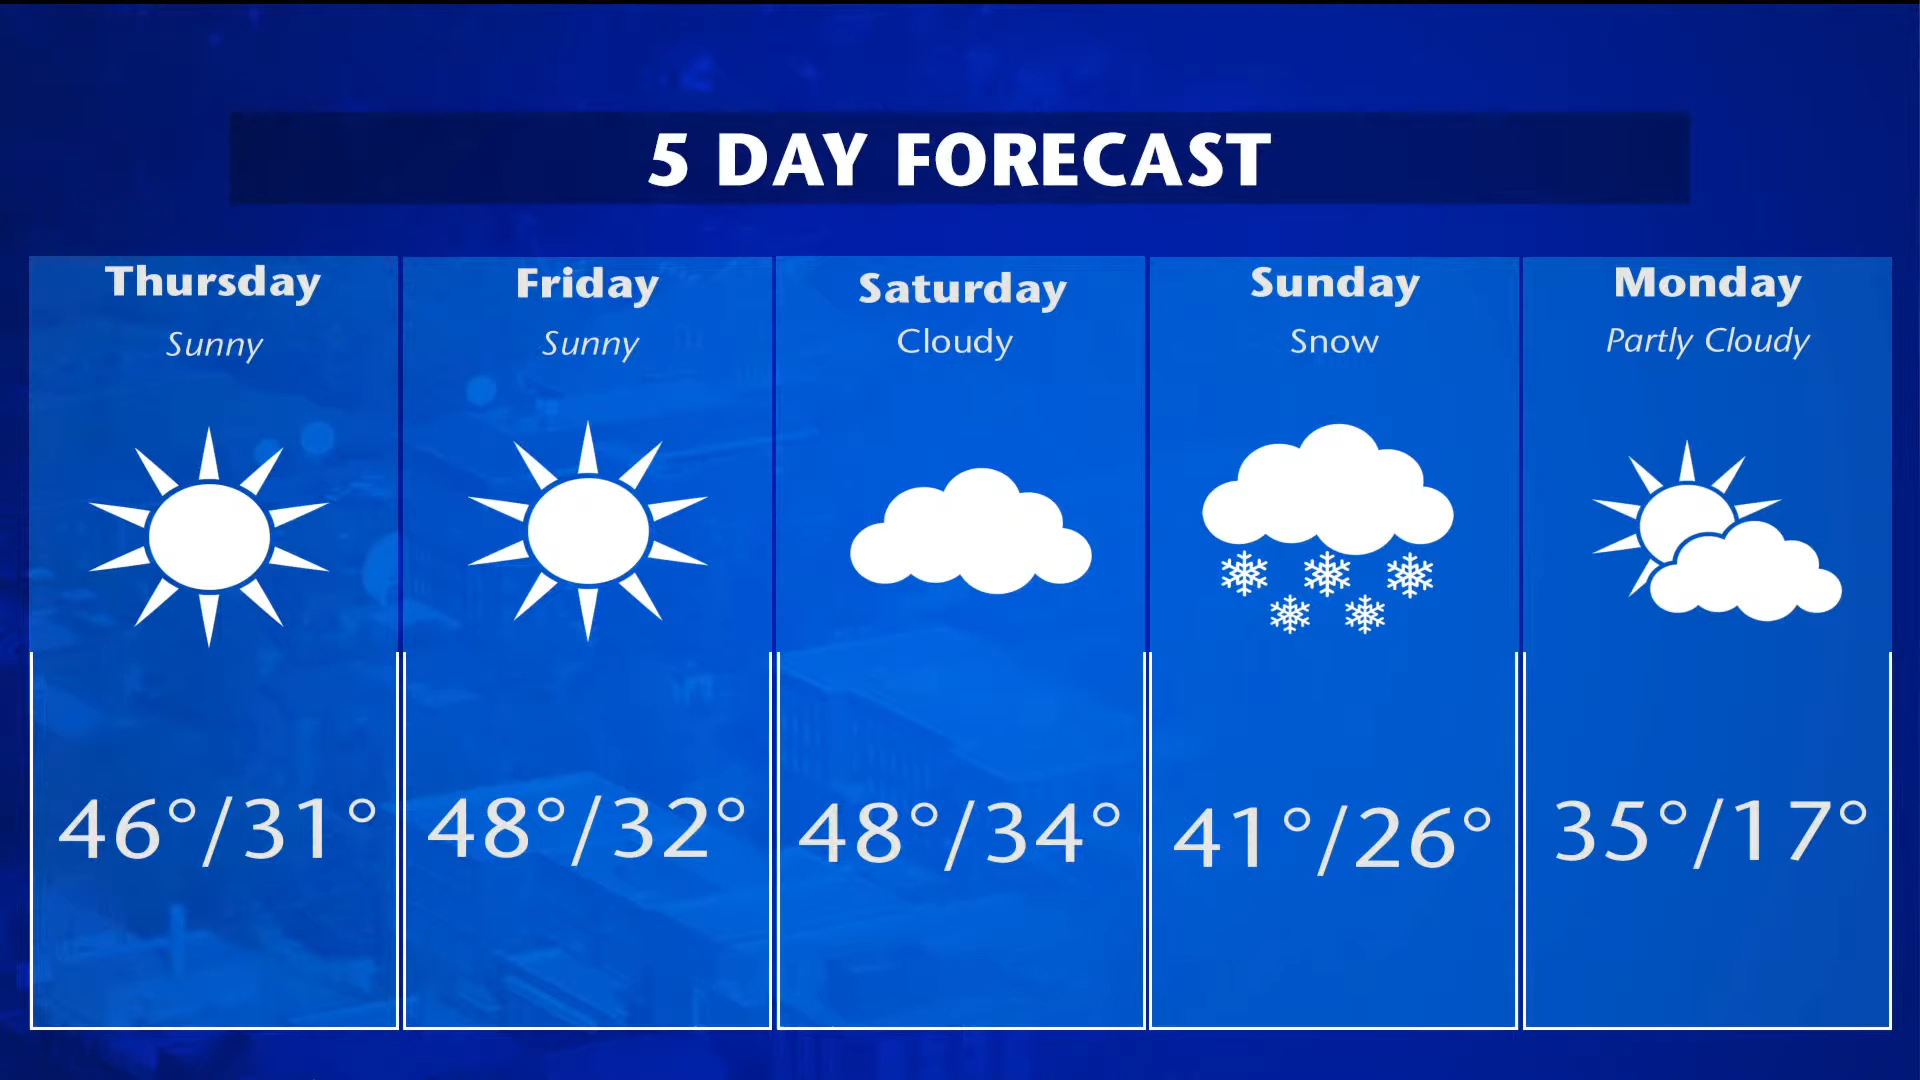 5 DAY FORECAST
Thursday
Sunny
46°/31°
Friday
Sunny
48°/32°
Saturday
Cloudy
48°/34°
Sunday
Snow
41°/26°
Monday
Partly Cloudy
35°/17°